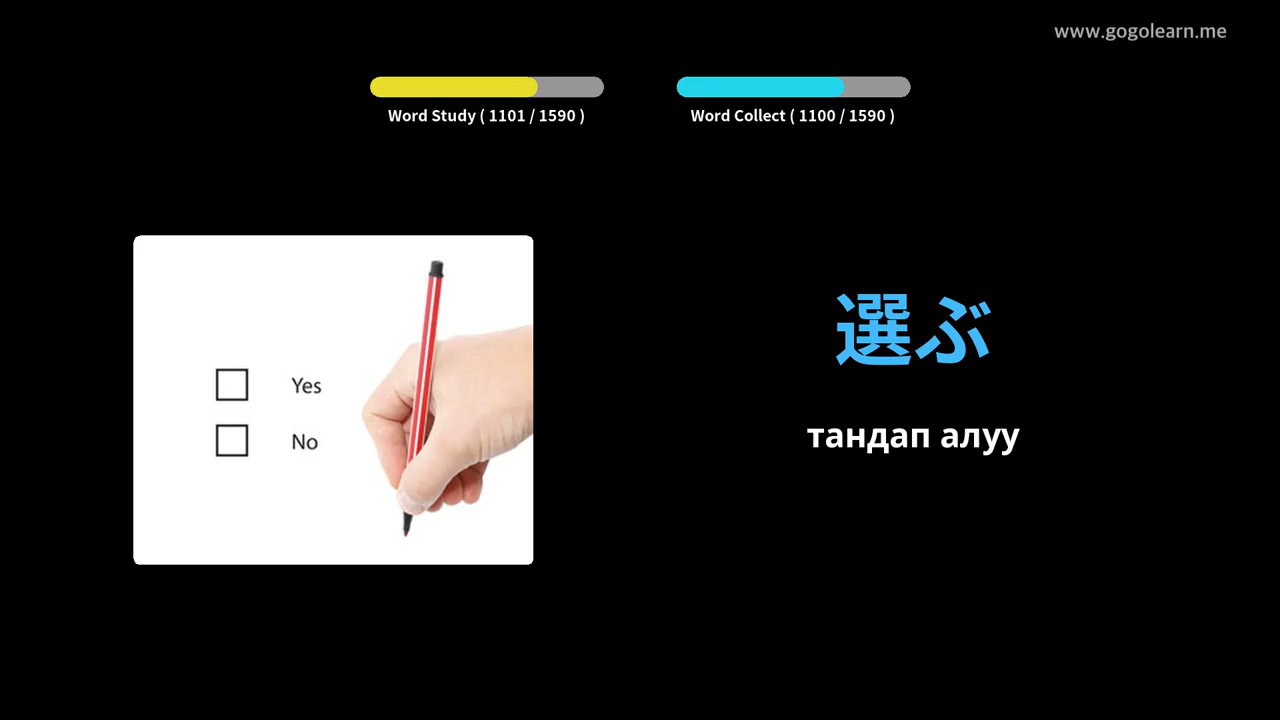 www.gogolearn.me
Word Study ( 1101 / 1590 )
Word Collect ( 1100 / 1590 )
Yes
No
選ぶ
тандап алуу